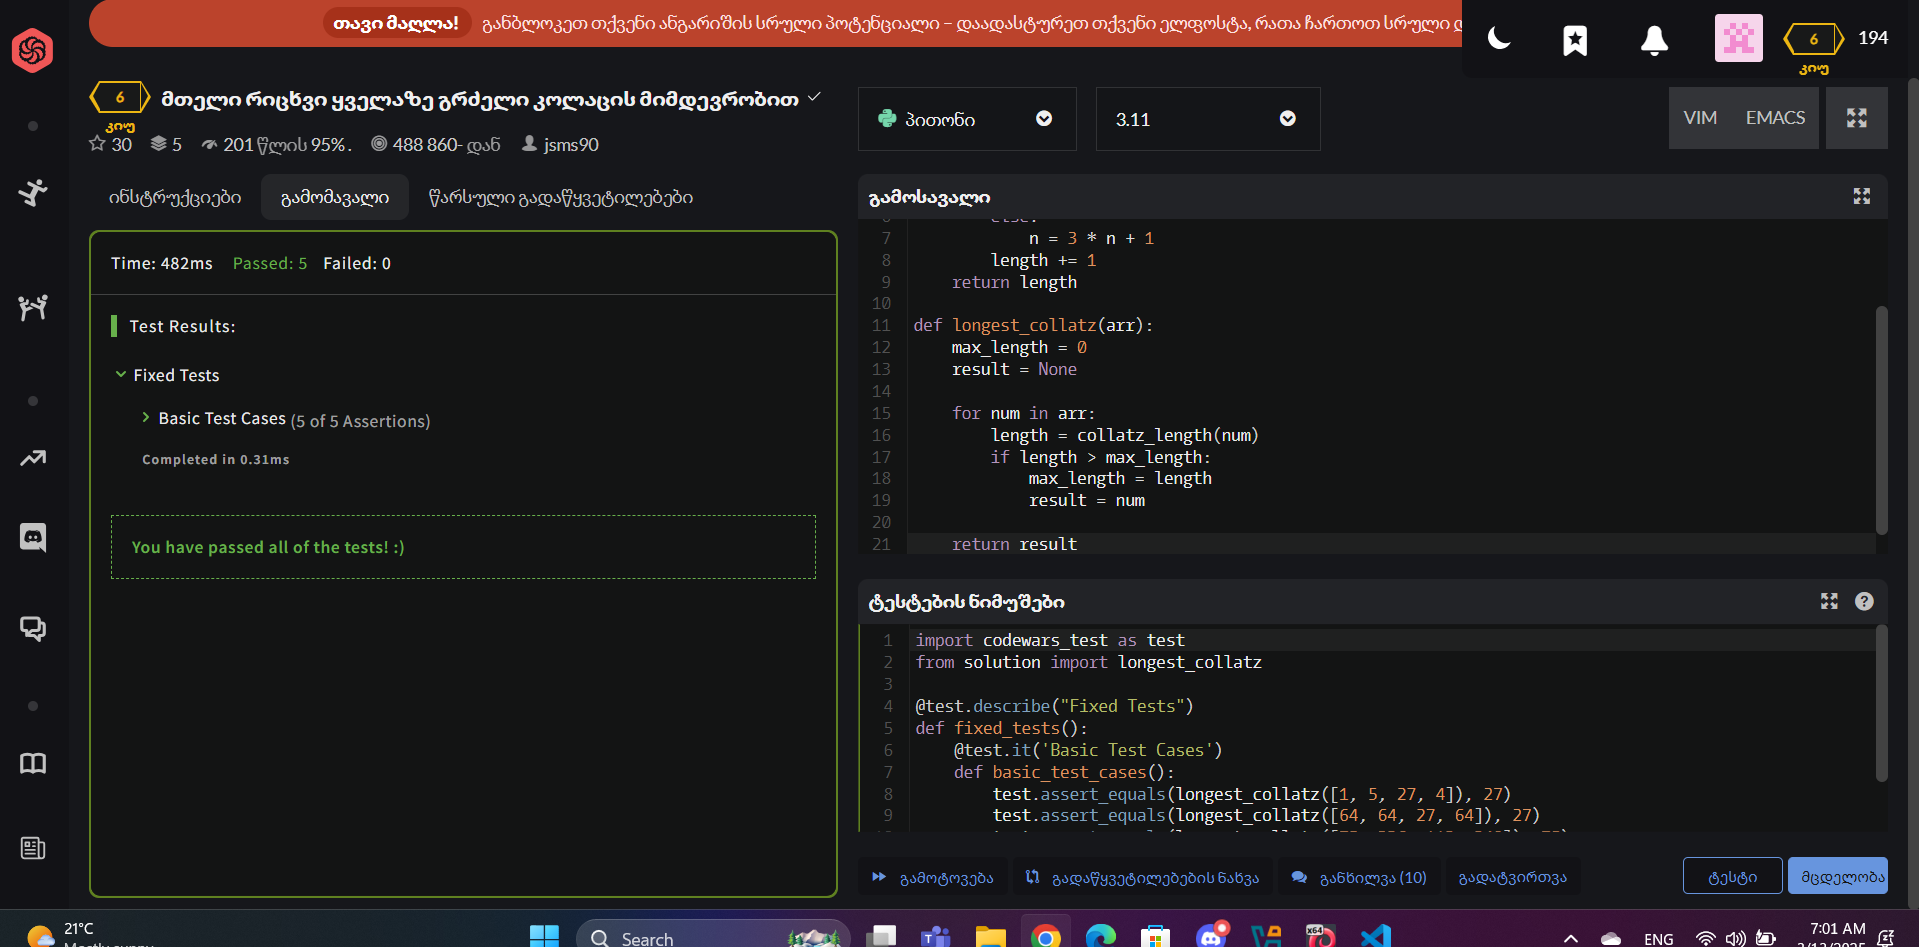 თავი მაღლა! განბლოკეთ თქვენი ანგარიშის სრული პოტენციალი – დაადასტურეთ თქვენი ელფოსტა, რათა ჩართოთ სრული
6
კიუ
194
6
კიუ
მთელი რიცხვი ყველაზე გრძელი კოლაცის მიმდევრობით
30
5
201 წლის 95% .
488 860- დან
jsms90
ინსტრუქციები
გამომავალი
წარსული გადაწყვეტილებები
Time: 482ms
Passed: 5
Failed: 0
Test Results:
Fixed Tests
Basic Test Cases (5 of 5 Assertions)
Completed in 0.31ms
You have passed all of the tests! :)
პითონი
3.11
VIM
EMACS
გამოსავალი
7 n = 3 * n + 1
8 length += 1
9 return length
10
11 def longest_collatz(arr):
12 max_length = 0
13 result = None
14
15 for num in arr:
16 length = collatz_length(num)
17 if length > max_length:
18 max_length = length
19 result = num
20
21 return result
ტესტების ნიმუშები
1 import codewars_test as test
2 from solution import longest_collatz
3
4 @test.describe("Fixed Tests")
5 def fixed_tests():
6 @test.it('Basic Test Cases')
7 def basic_test_cases():
8 test.assert_equals(longest_collatz([1, 5, 27, 4]), 27)
9 test.assert_equals(longest_collatz([64, 64, 27, 64]), 27)
გამოტოვება
გადაწყვეტილებების ნახვა
განხილვა (10)
გადატვირთვა
ტესტი
მცდელობა
21°C
Mostly sunny
Search
ENG
7:01 AM